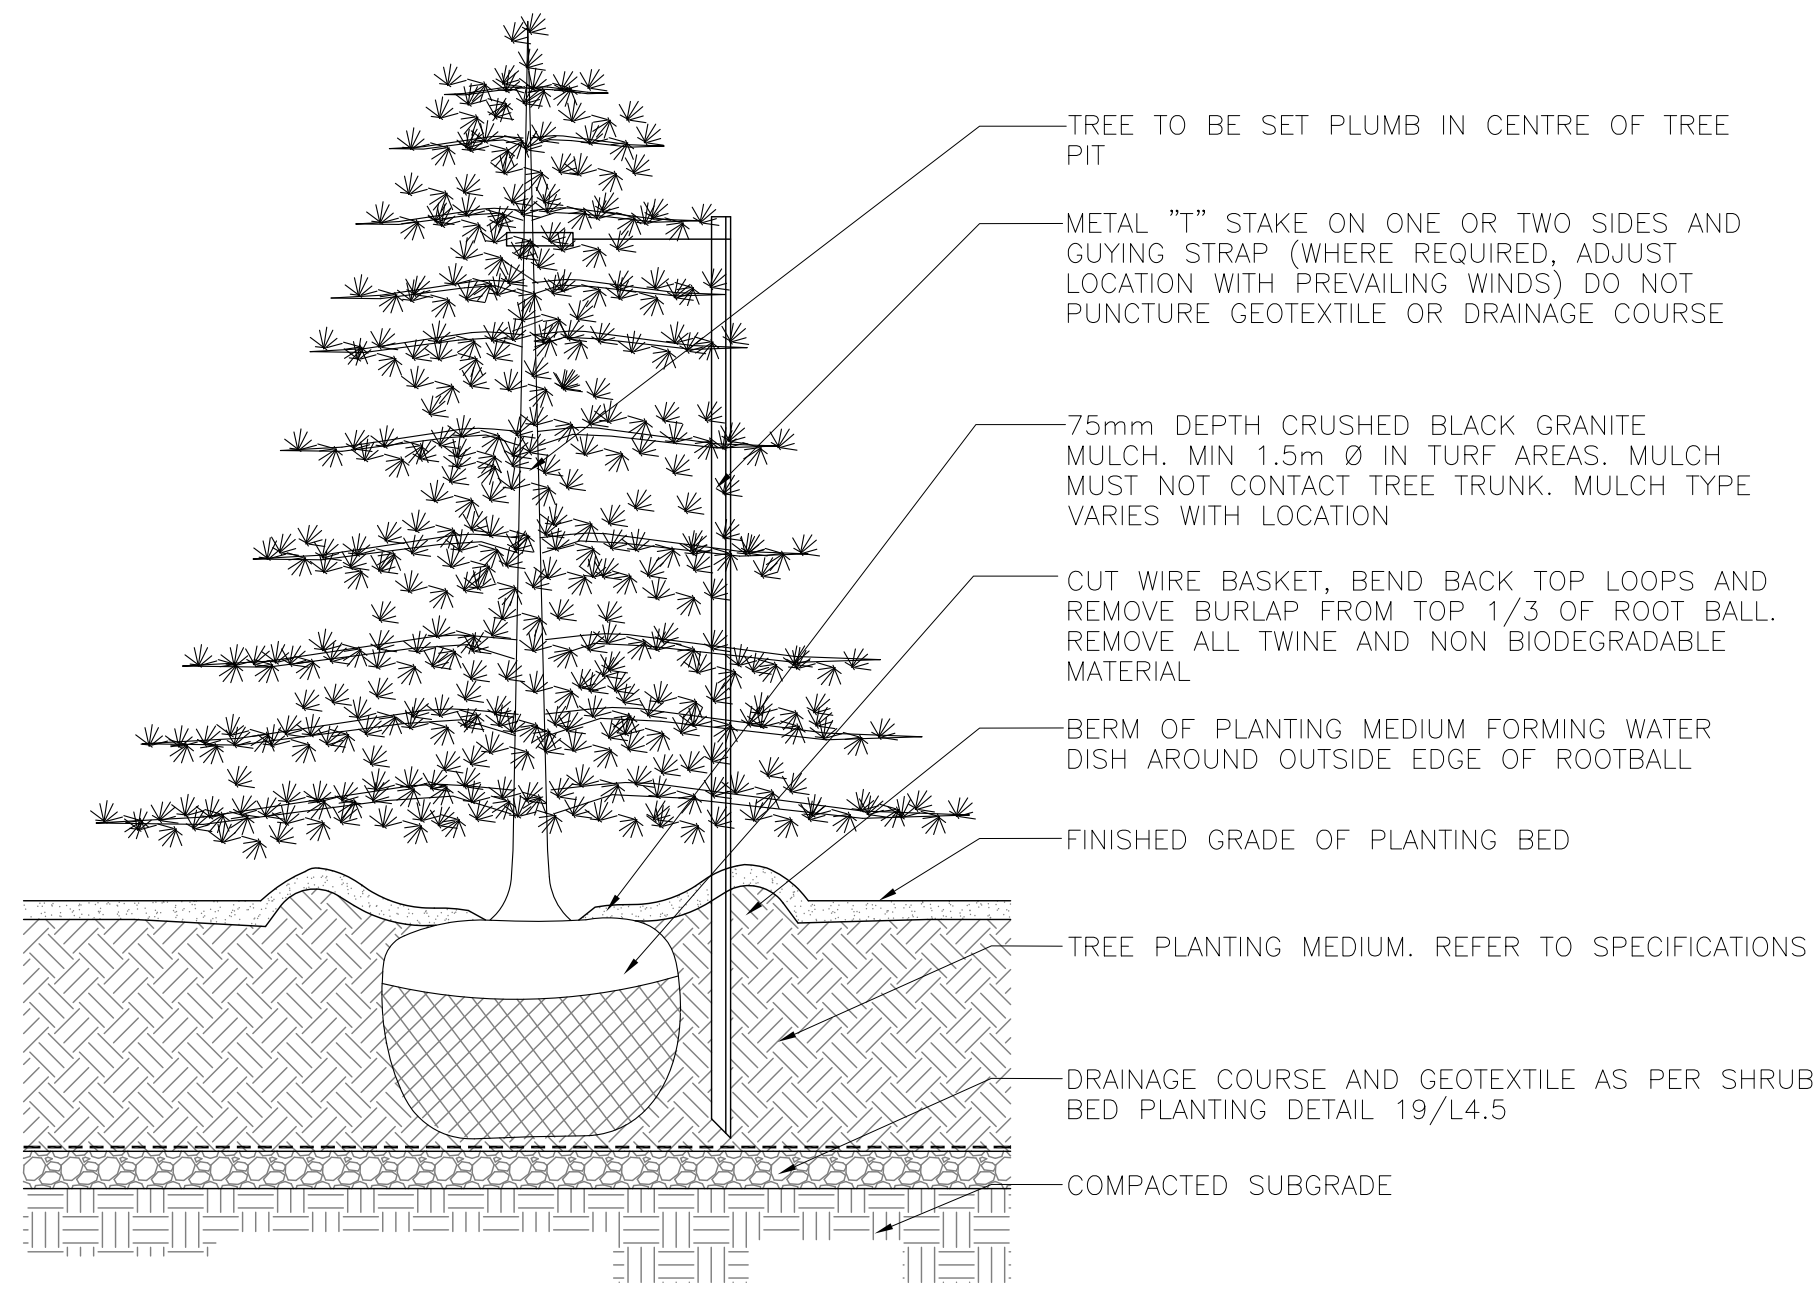 TREE TO BE SET PLUMB IN CENTRE OF TREE
PIT
METAL "T" STAKE ON ONE OR TWO SIDES AND
GUYING STRAP (WHERE REQUIRED, ADJUST
LOCATION WITH PREVAILING WINDS) DO NOT
PUNCTURE GEOTEXTILE OR DRAINAGE COURSE
75mm DEPTH CRUSHED BLACK GRANITE
MULCH. MIN 1.5m Ø IN TURF AREAS. MULCH
MUST NOT CONTACT TREE TRUNK. MULCH TYPE
VARIES WITH LOCATION
CUT WIRE BASKET, BEND BACK TOP LOOPS AND
REMOVE BURLAP FROM TOP 1/3 OF ROOT BALL.
REMOVE ALL TWINE AND NON BIODEGRADABLE
MATERIAL
BERM OF PLANTING MEDIUM FORMING WATER
DISH AROUND OUTSIDE EDGE OF ROOTBALL
FINISHED GRADE OF PLANTING BED
TREE PLANTING MEDIUM. REFER TO SPECIFICATIONS
DRAINAGE COURSE AND GEOTEXTILE AS PER SHRUB
BED PLANTING DETAIL 19/L4.5
COMPACTED SUBGRADE